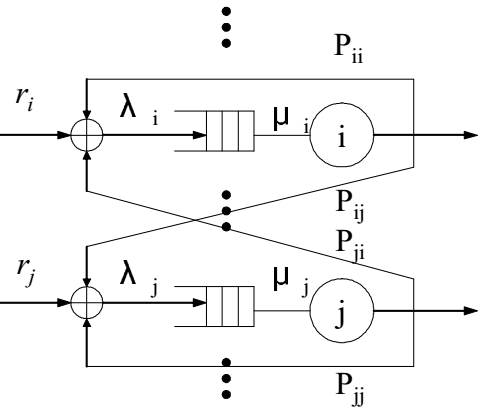 P_ii
r_i λ_i μ_i i
P_ij
P_ji
r_j λ_j μ_j j
P_jj